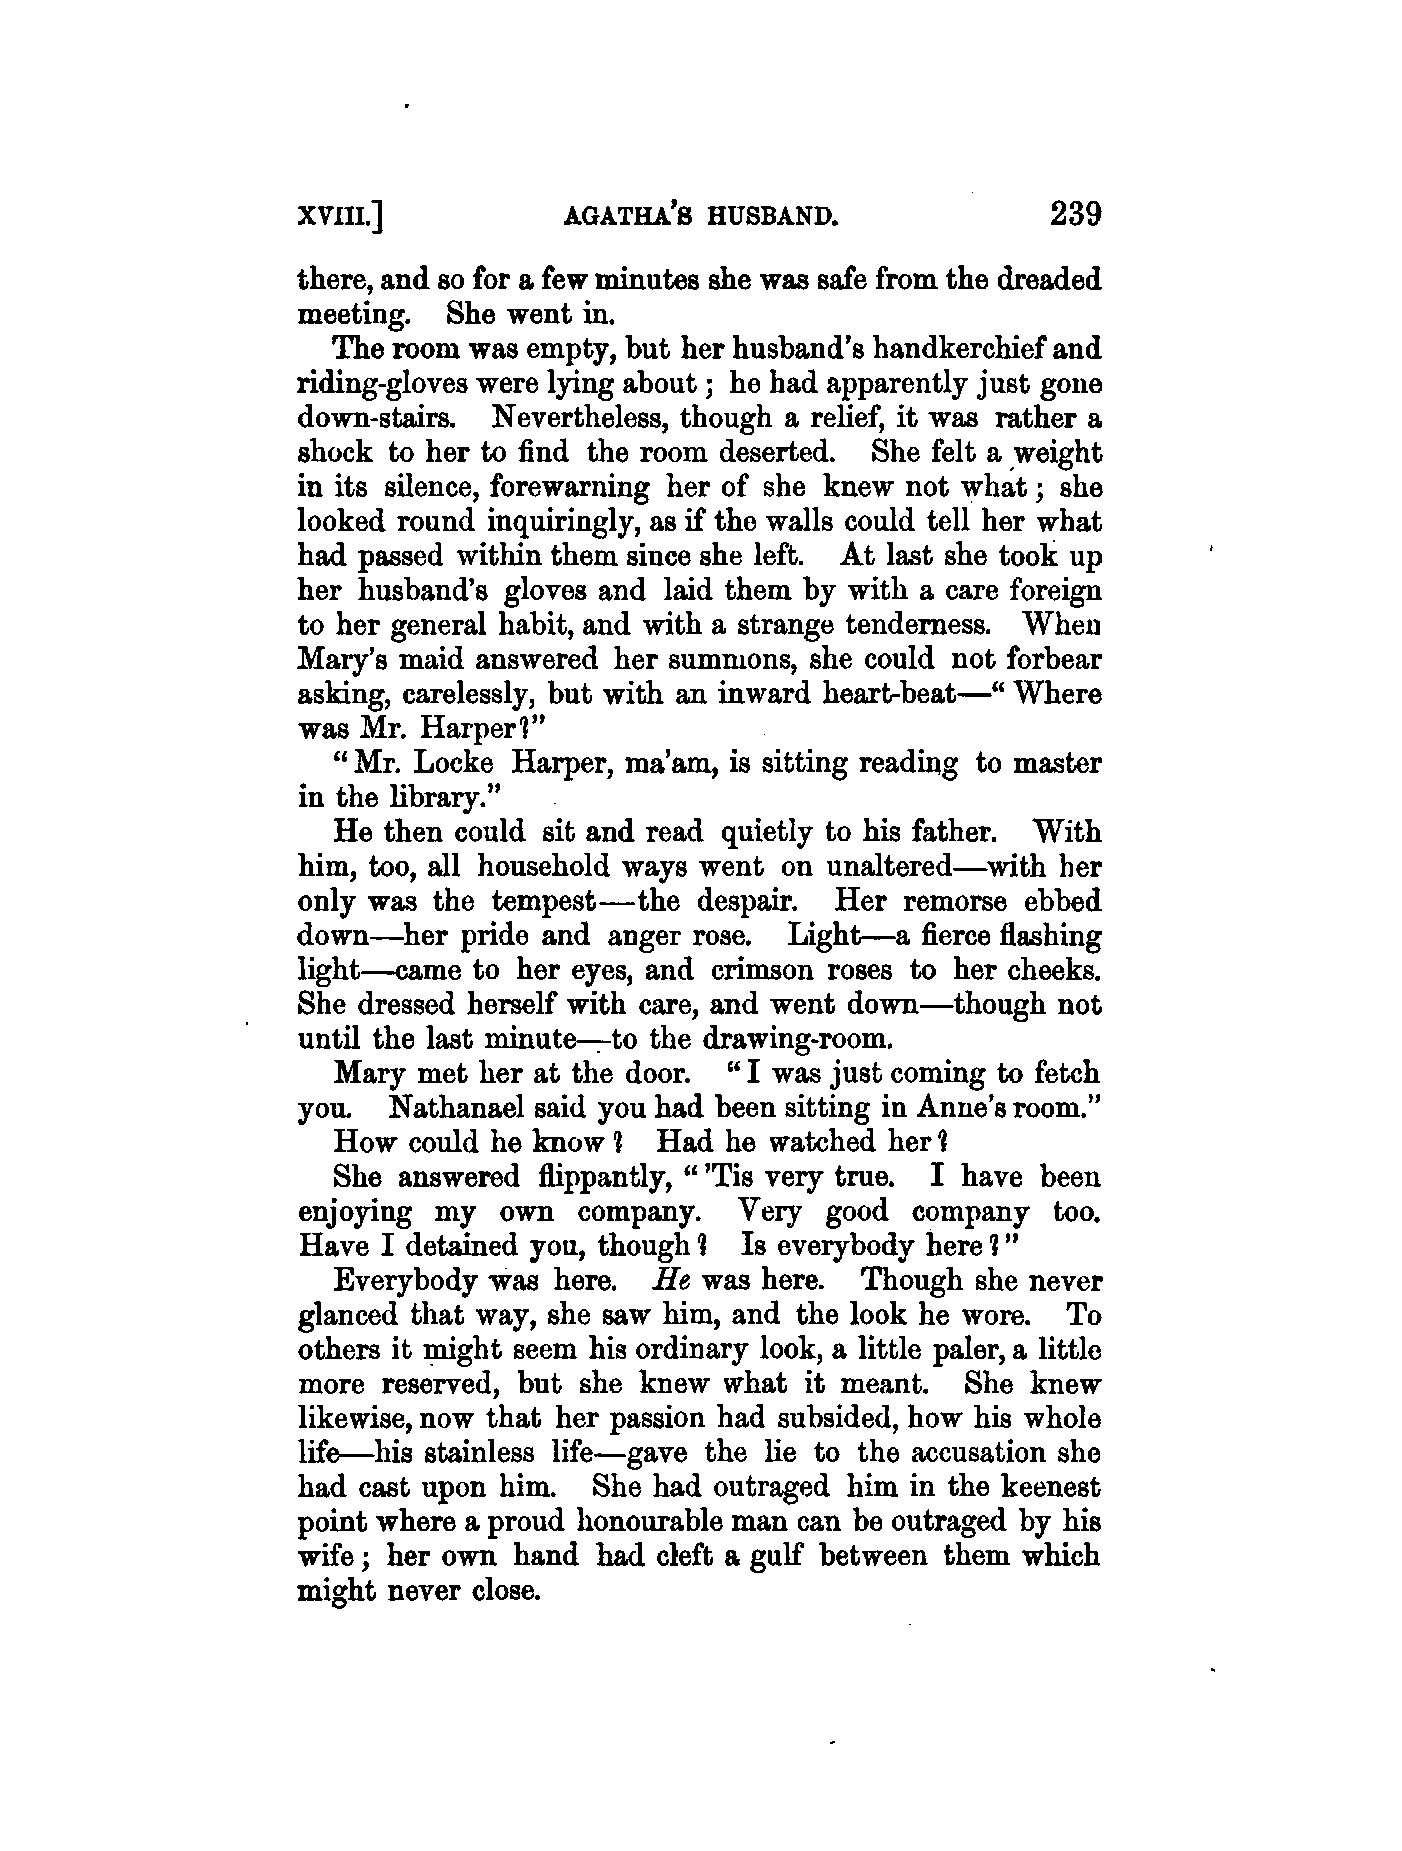 XVIII.] AGATHA'S HUSBAND. 239
there, and so for a few minutes she was safe from the dreaded
meeting. She went in.
The room was empty, but her husband's handkerchief and
riding-gloves were lying about ; he had apparently just gone
down-stairs. Nevertheless, though a relief, it was rather a
shock to her to find the room deserted. She felt a weight
in its silence, forewarning her of she knew not what ; she
looked round inquiringly, as if the walls could tell her what
had passed within them since she left. At last she took up
her husband's gloves and laid them by with a care foreign
to her general habit, and with a strange tenderness. When
Mary's maid answered her summons, she could not forbear
asking, carelessly, but with an inward heart-beat—“ Where
was Mr. Harper?”
“ Mr. Locke Harper, ma'am, is sitting reading to master
in the library.”
He then could sit and read quietly to his father. With
him, too, all household ways went on unaltered—with her
only was the tempest—the despair. Her remorse ebbed
down—her pride and anger rose. Light—a fierce flashing
light—came to her eyes, and crimson roses to her cheeks.
She dressed herself with care, and went down—though not
until the last minute—to the drawing-room.
Mary met her at the door. “ I was just coming to fetch
you. Nathanael said you had been sitting in Anne's room.”
How could he know ? Had he watched her ?
She answered flippantly, “ 'Tis very true. I have been
enjoying my own company. Very good company too.
Have I detained you, though ? Is everybody here ? ”
Everybody was here. He was here. Though she never
glanced that way, she saw him, and the look he wore. To
others it might seem his ordinary look, a little paler, a little
more reserved, but she knew what it meant. She knew
likewise, now that her passion had subsided, how his whole
life—his stainless life—gave the lie to the accusation she
had cast upon him. She had outraged him in the keenest
point where a proud honourable man can be outraged by his
wife ; her own hand had cleft a gulf between them which
might never close.